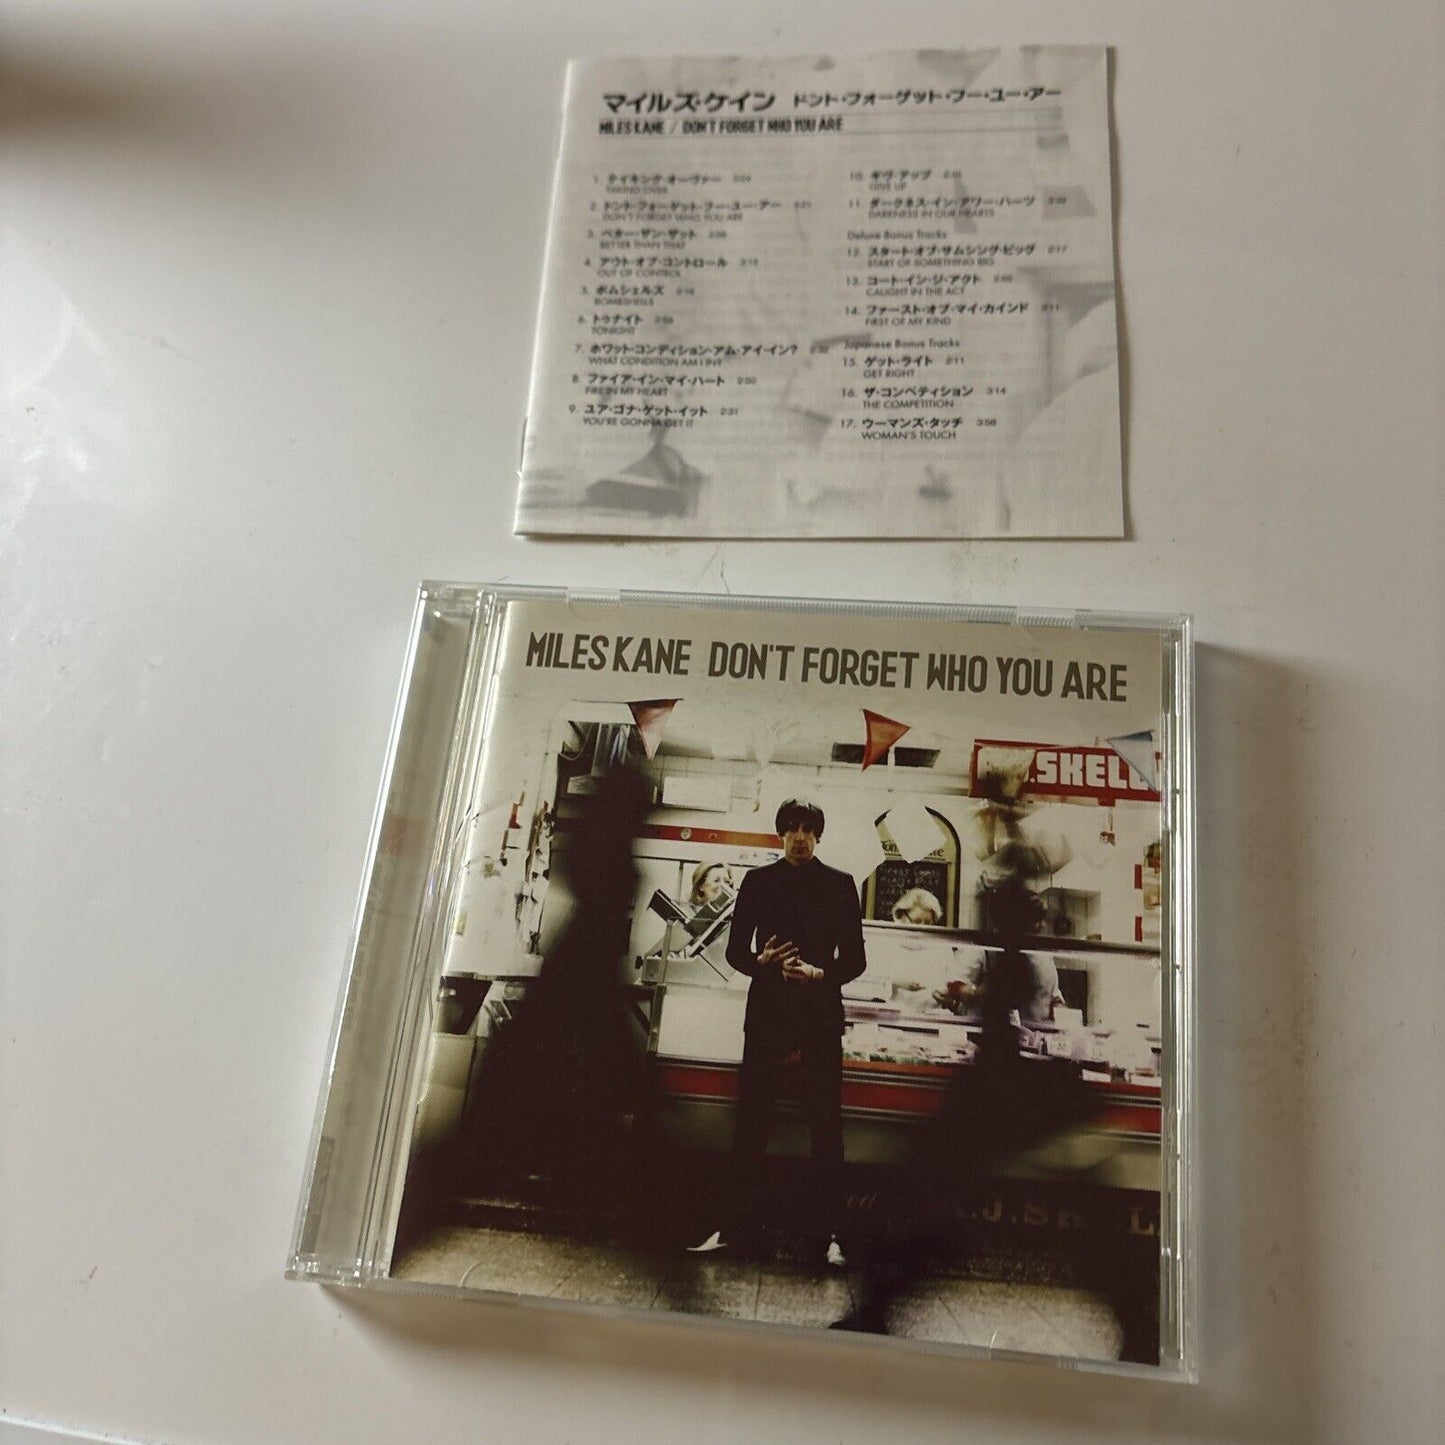 マイルズ・ケイン ドント・フォーゲット・フー・ユー・アー
MILES KANE / DON'T FORGET WHO YOU ARE
1. テイキング・オーヴァー
TAKING OVER
2. ドント・フォーゲット・フー・ユー・アー
DON'T FORGET WHO YOU ARE
3. ベター・ザン・ザット
BETTER THAN THAT
4. アウト・オブ・コントロール
OUT OF CONTROL
5. ボムシェルズ
BOMBSHELLS
6. トゥナイト
TONIGHT
7. ホワット・コンディション・アム・アイ・イン?
WHAT CONDITION AM I IN?
8. ファイア・イン・マイ・ハート 2:50
FIRE IN MY HEART
9. ユア・ゴナ・ゲット・イット 2:31
YOU'RE GONNA GET IT
10. ギヴ・アップ
GIVE UP
11. ダークネス・イン・アワー・ハーツ
DARKNESS IN OUR HEARTS
Deluxe Bonus Tracks
12. スタート・オブ・サムシング・ビッグ 2:17
START OF SOMETHING BIG
13. コート・イン・ジ・アクト
CAUGHT IN THE ACT
14. ファースト・オブ・マイ・カインド
FIRST OF MY KIND
Japanese Bonus Tracks
15. ゲット・ライト 2:11
GET RIGHT
16. ザ・コンペティション 3:14
THE COMPETITION
17. ウーマンズ・タッチ 3:58
WOMAN'S TOUCH
MILES KANE DON'T FORGET WHO YOU ARE
.SKELL
.J.SKEL